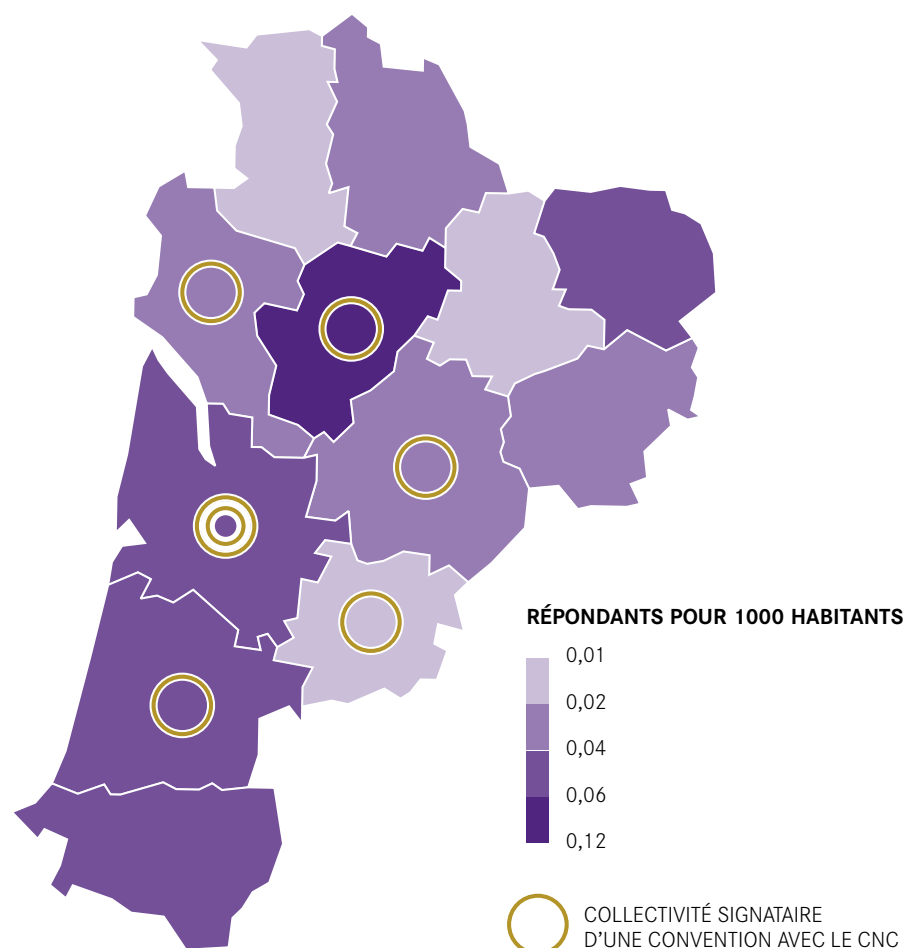 RÉPONDANTS POUR 1000 HABITANTS
0,01
0,02
0,04
0,06
0,12
COLLECTIVITÉ SIGNATAIRE
D'UNE CONVENTION AVEC LE CNC